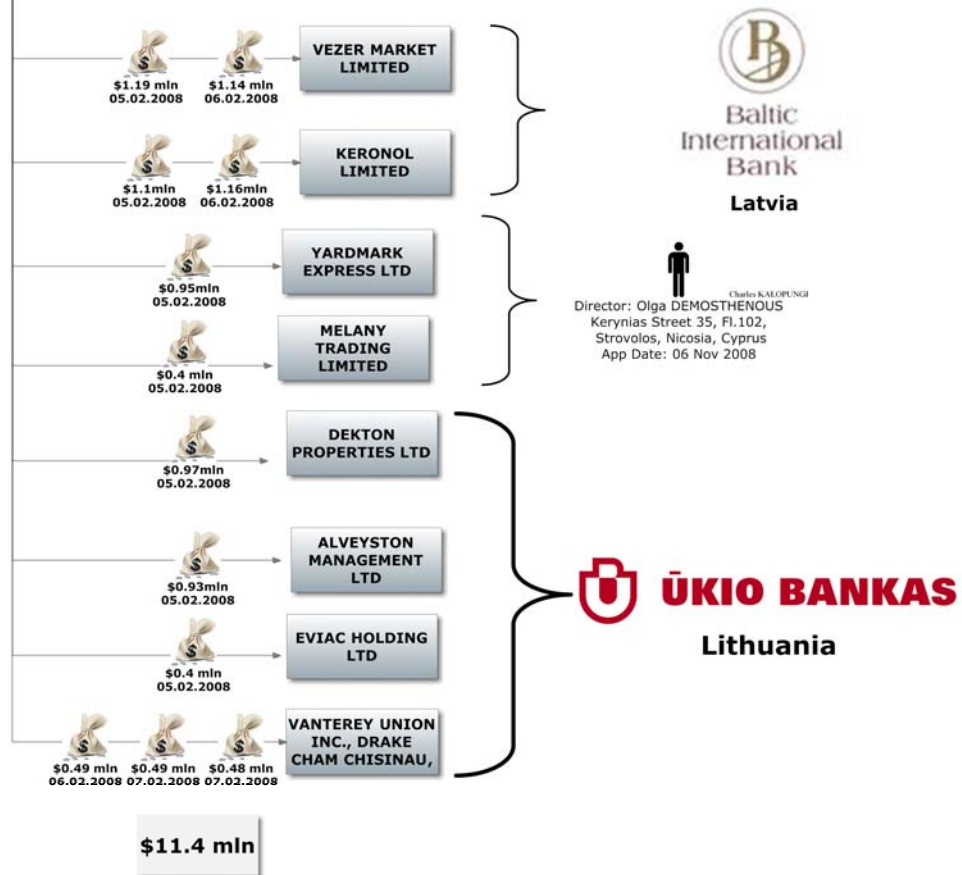 VEZER MARKET
LIMITED
$1.19 mln
05.02.2008
$1.14 mln
06.02.2008
KERONOL
LIMITED
$1.1mln
05.02.2008
$1.16mln
06.02.2008
Baltic
International
Bank
Latvia
YARDMARK
EXPRESS LTD
$0.95mln
05.02.2008
MELANY
TRADING
LIMITED
$0.4 mln
05.02.2008
Charles KALOPUNGI
Director: Olga DEMOSTHENOUS
Kerynias Street 35, Fl.102,
Strovolos, Nicosia, Cyprus
App Date: 06 Nov 2008
DEKTON
PROPERTIES LTD
$0.97mln
05.02.2008
ALVEYSTON
MANAGEMENT
LTD
$0.93mln
05.02.2008
EVIAC HOLDING
LTD
$0.4 mln
05.02.2008
VANTEREY UNION
INC., DRAKE
CHAM CHISINAU,
$0.49 mln
06.02.2008
$0.49 mln
07.02.2008
$0.48 mln
07.02.2008
ŪKIO BANKAS
Lithuania
$11.4 mln